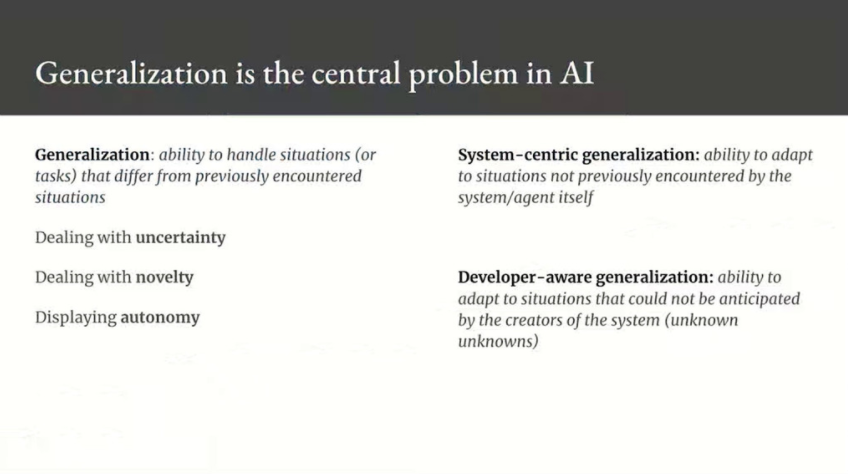 Generalization is the central problem in AI
Generalization: ability to handle situations (or
tasks) that differ from previously encountered
situations
Dealing with uncertainty
Dealing with novelty
Displaying autonomy
System-centric generalization: ability to adapt
to situations not previously encountered by the
system/agent itself
Developer-aware generalization: ability to
adapt to situations that could not be anticipated
by the creators of the system (unknown
unknowns)